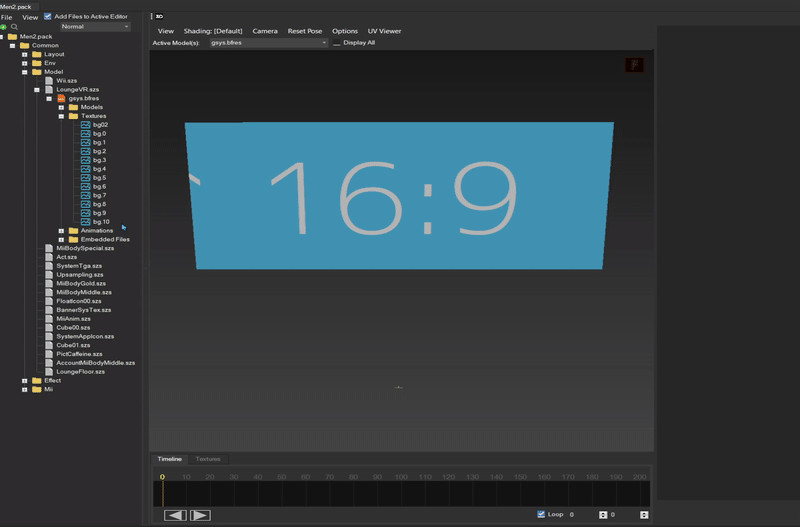 Men2.pack
File View Add Files to Active Editor
Normal
Men2.pack
Common
Layout
Env
Model
Wii.szs
LoungeVR.szs
gsys.bfres
Models
Textures
bg02
bg.0
bg.1
bg.2
bg.3
bg.4
bg.5
bg.6
bg.7
bg.8
bg.9
bg.10
Animations
Embedded Files
MiiBodySpecial.szs
Act.szs
SystemTga.szs
Upsampling.szs
MiiBodyGold.szs
MiiBodyMiddle.szs
FloatIcon00.szs
BannerSysTex.szs
MiiAnim.szs
Cube00.szs
SystemAppIcon.szs
Cube01.szs
PictCaffeine.szs
AccountMiiBodyMiddle.szs
LoungeFloor.szs
Effect
Mii
View Shading: [Default] Camera Reset Pose Options UV Viewer
Active Model(s): gsys.bfres Display All
F
16:9
Timeline Textures
0 10 20 30 40 50 60 70 80 90 100 110 120 130 140 150 160 170 180 190 200
Loop 0 0